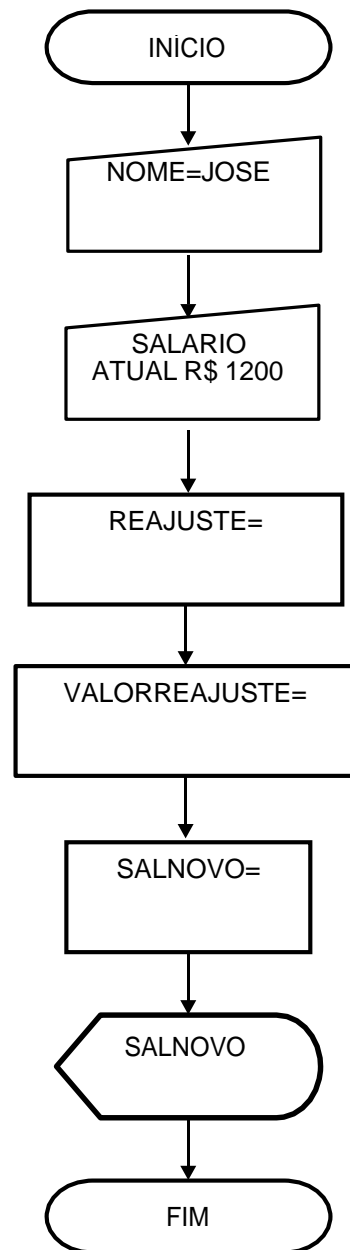 INÍCIO
NOME=JOSE
SALARIO
ATUAL R$ 1200
REAJUSTE=
VALORREAJUSTE=
SALNOVO=
SALNOVO
FIM